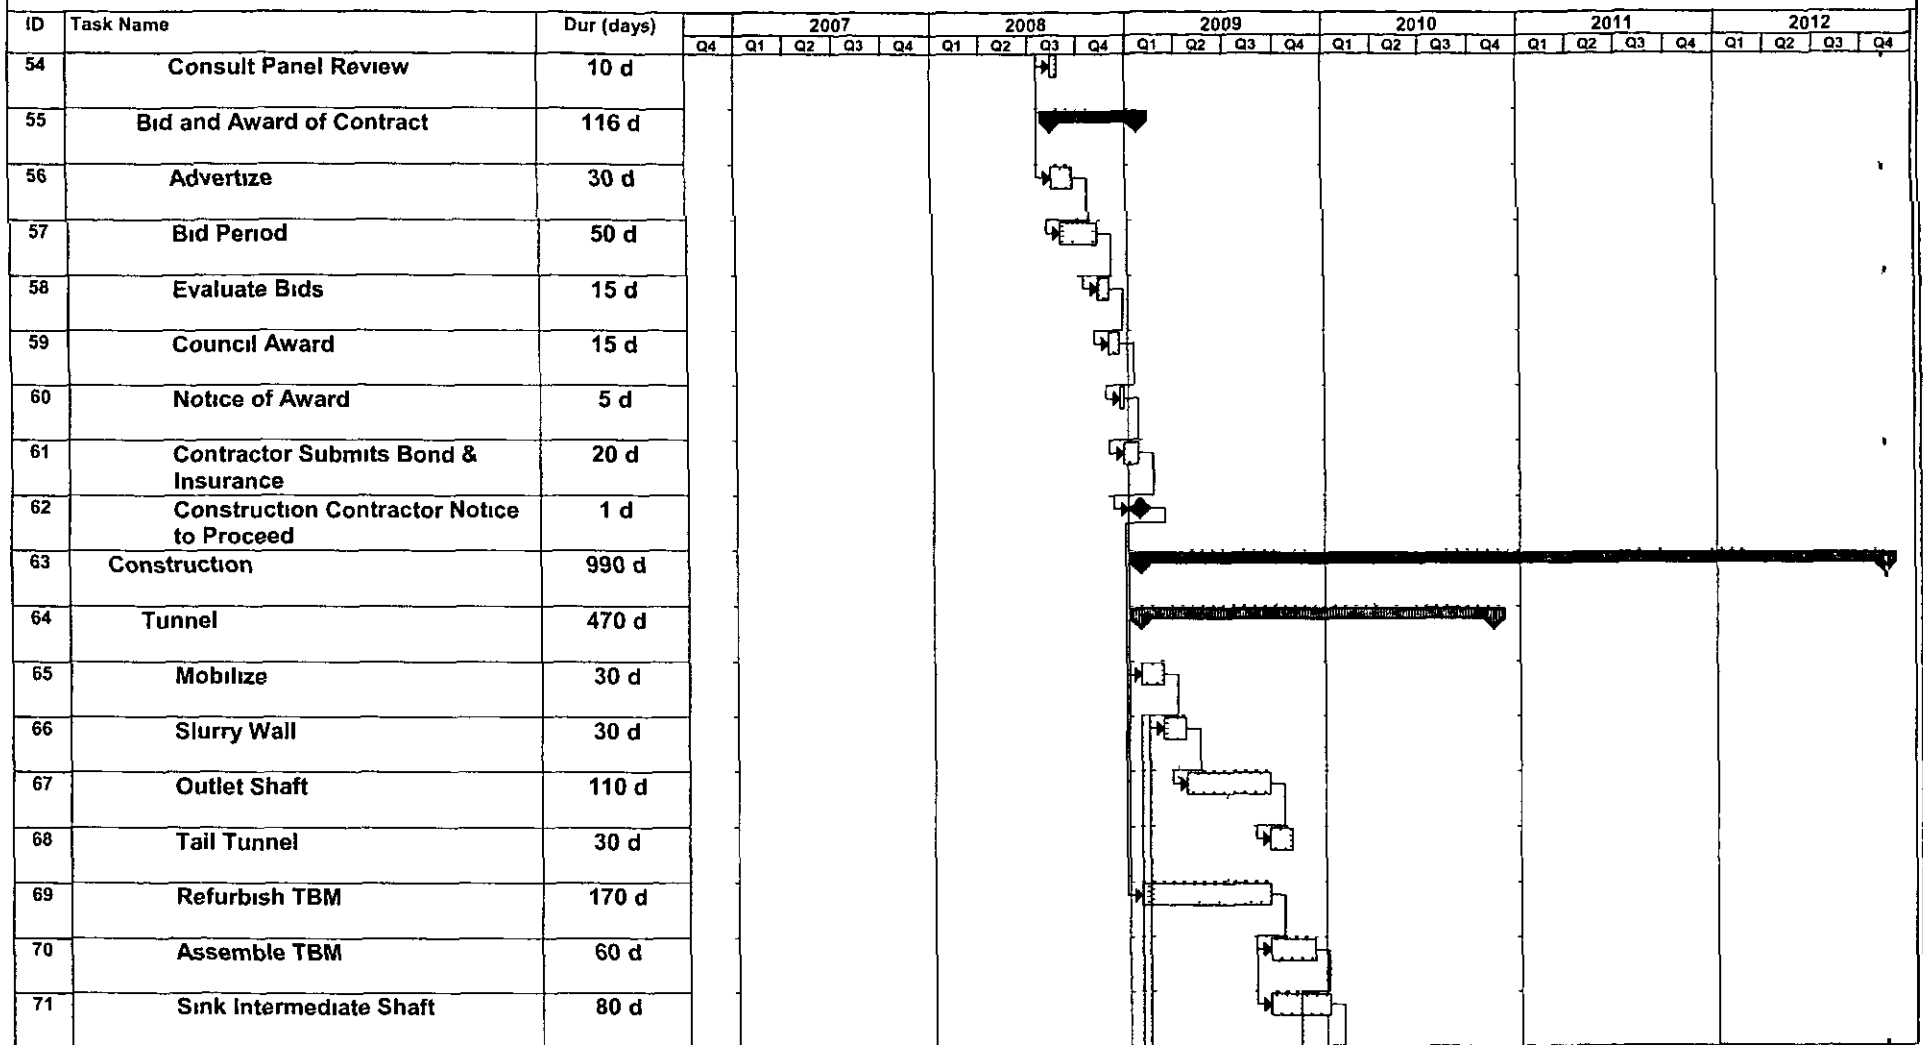 ID Task Name Dur (days) 2007 2008 2009 2010 2011 2012
Q4 Q1 Q2 Q3 Q4 Q1 Q2 Q3 Q4 Q1 Q2 Q3 Q4 Q1 Q2 Q3 Q4 Q1 Q2 Q3 Q4 Q1 Q2 Q3 Q4
54 Consult Panel Review 10 d
55 Bid and Award of Contract 116 d
56 Advertize 30 d
57 Bid Period 50 d
58 Evaluate Bids 15 d
59 Council Award 15 d
60 Notice of Award 5 d
61 Contractor Submits Bond & 20 d
Insurance
62 Construction Contractor Notice 1 d
to Proceed
63 Construction 990 d
64 Tunnel 470 d
65 Mobilize 30 d
66 Slurry Wall 30 d
67 Outlet Shaft 110 d
68 Tail Tunnel 30 d
69 Refurbish TBM 170 d
70 Assemble TBM 60 d
71 Sink Intermediate Shaft 80 d